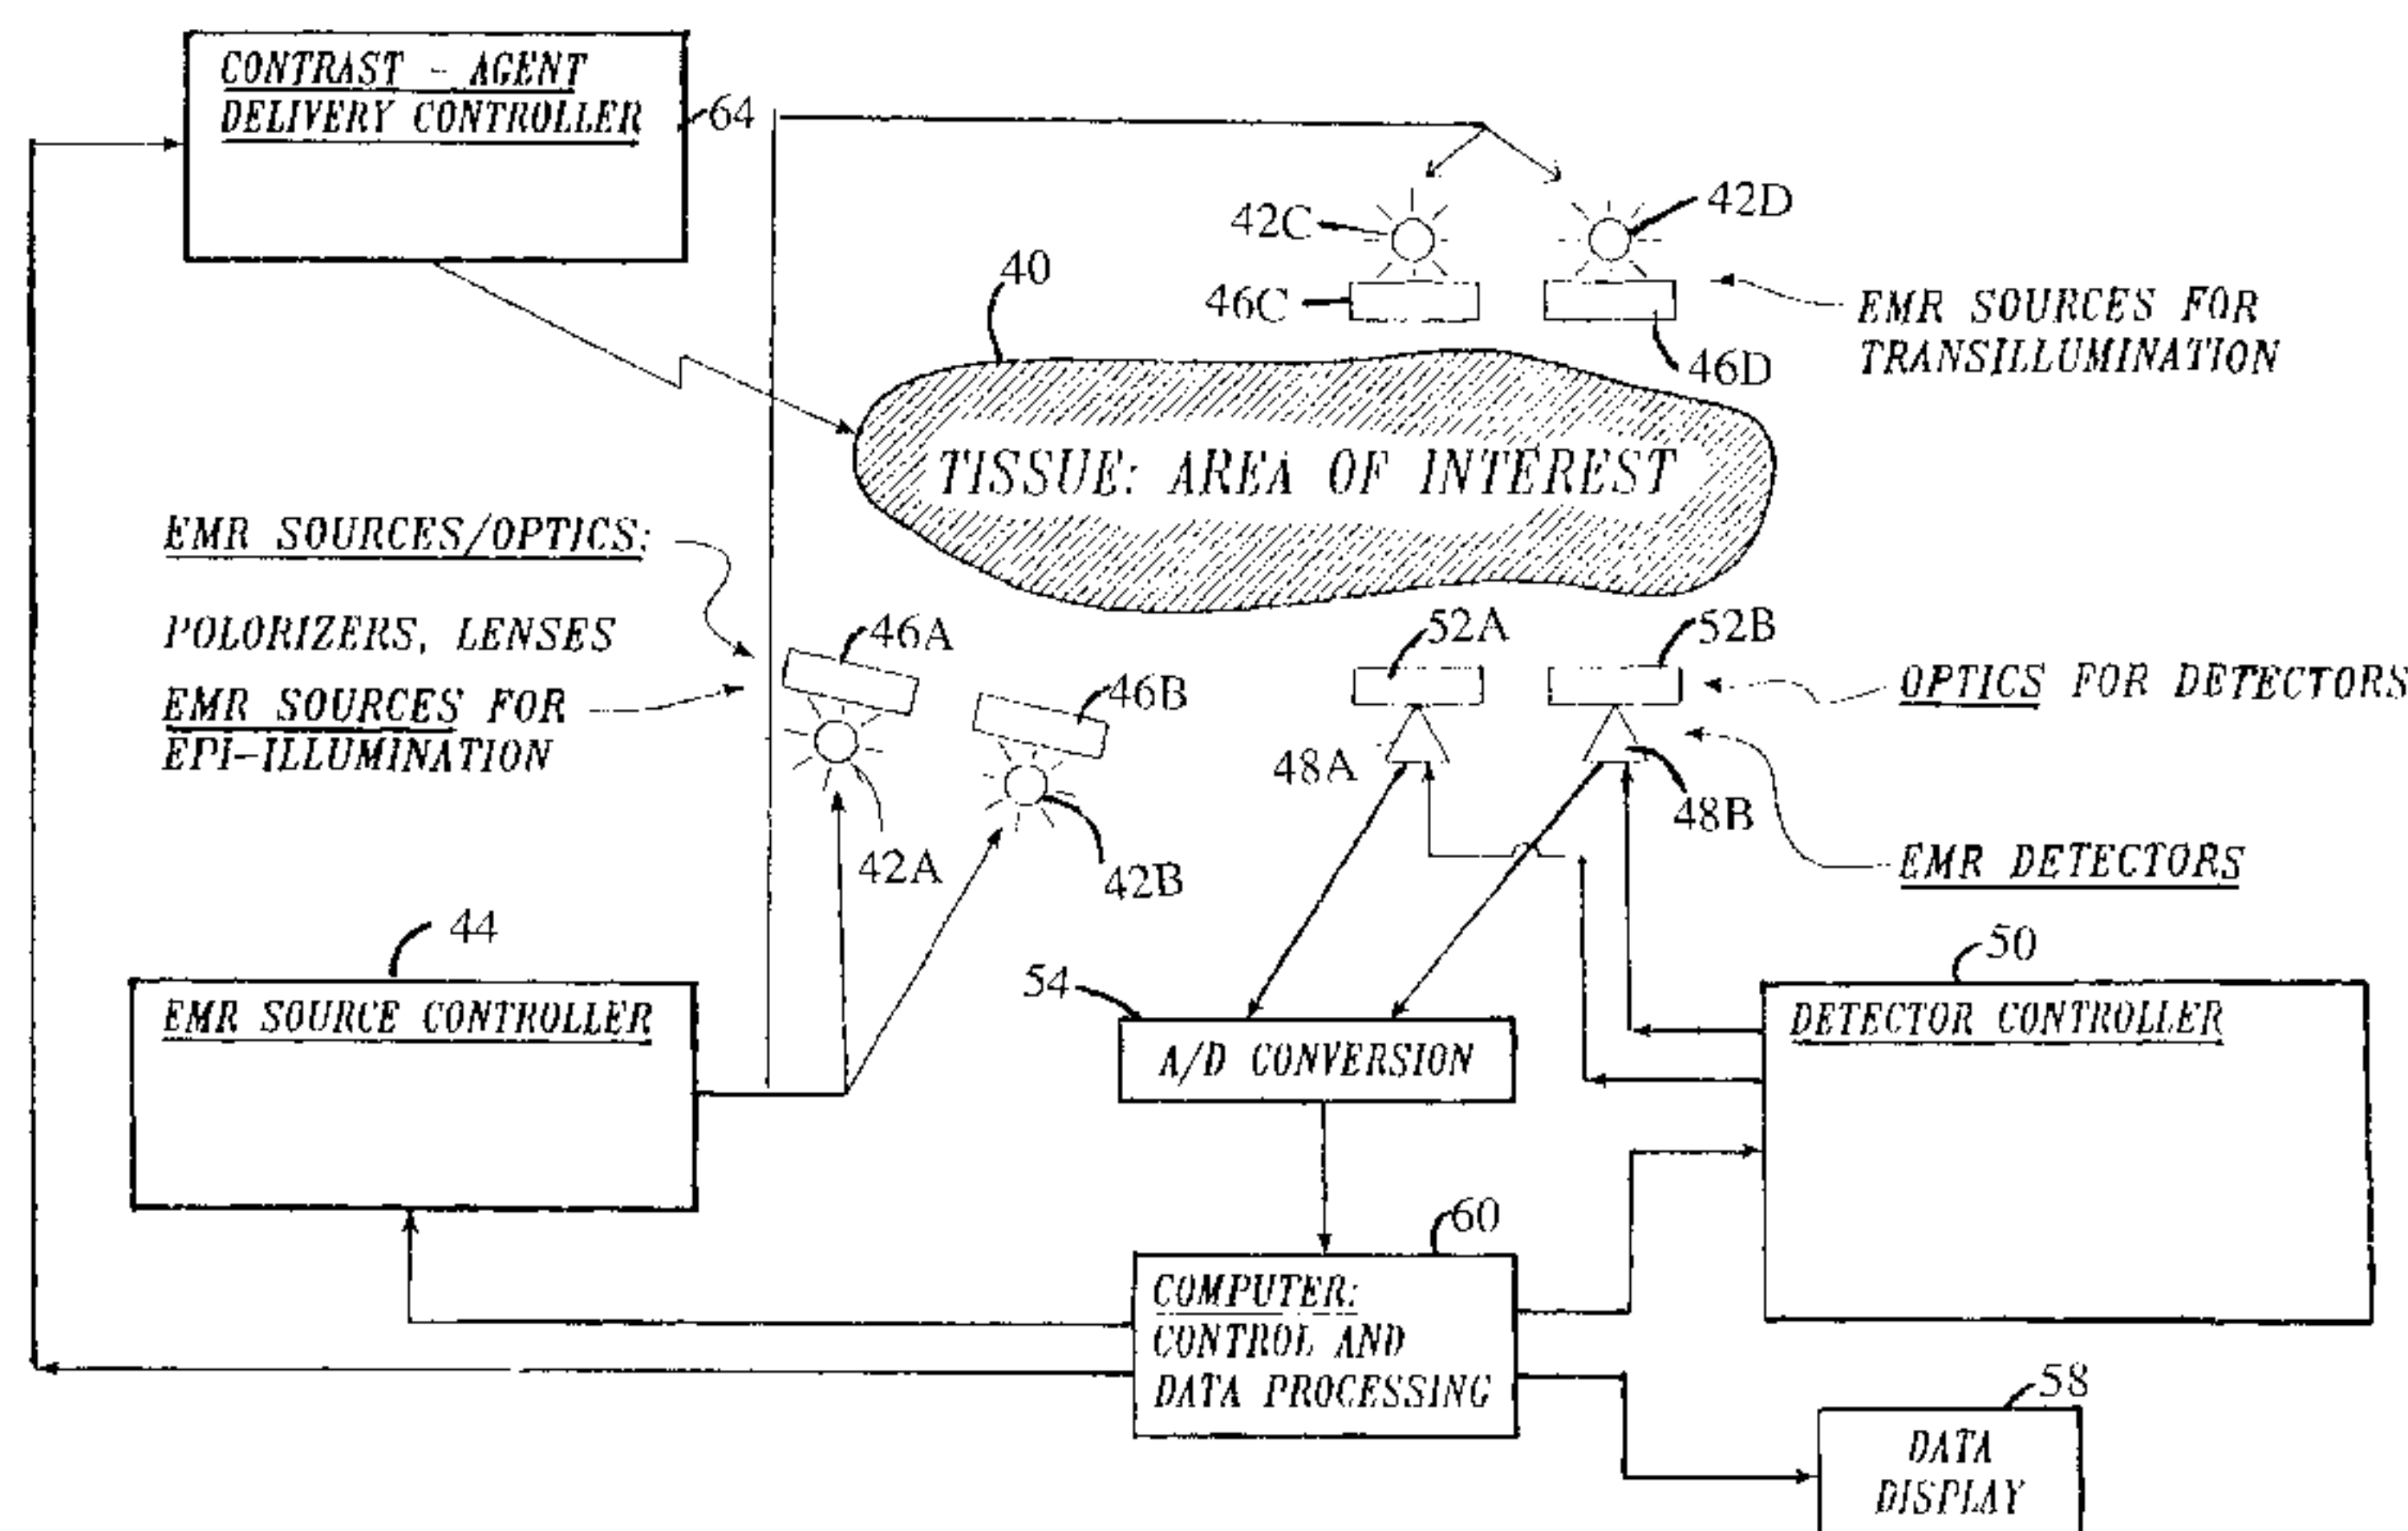 CONTRAST - AGENT
DELIVERY CONTROLLER
64
42C
42D
46C
46D
EMR SOURCES FOR
TRANSILLUMINATION
40
TISSUE: AREA OF INTEREST
EMR SOURCES/OPTICS:
POLORIZERS, LENSES
EMR SOURCES FOR
EPI-ILLUMINATION
46A
46B
42A
42B
52A
52B
OPTICS FOR DETECTORS
48A
48B
EMR DETECTORS
44
EMR SOURCE CONTROLLER
54
A/D CONVERSION
50
DETECTOR CONTROLLER
60
COMPUTER:
CONTROL AND
DATA PROCESSING
58
DATA
DISPLAY